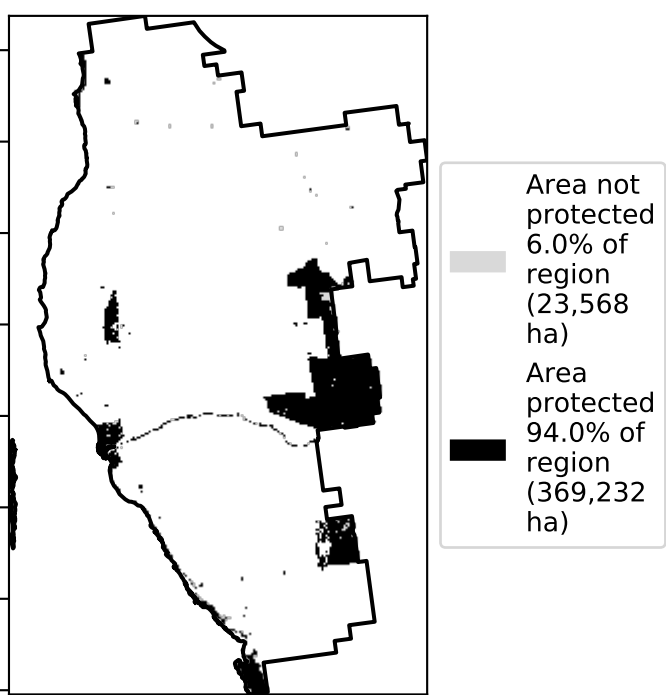 Area not
protected
6.0% of
region
(23,568
ha)
Area
protected
94.0% of
region
(369,232
ha)